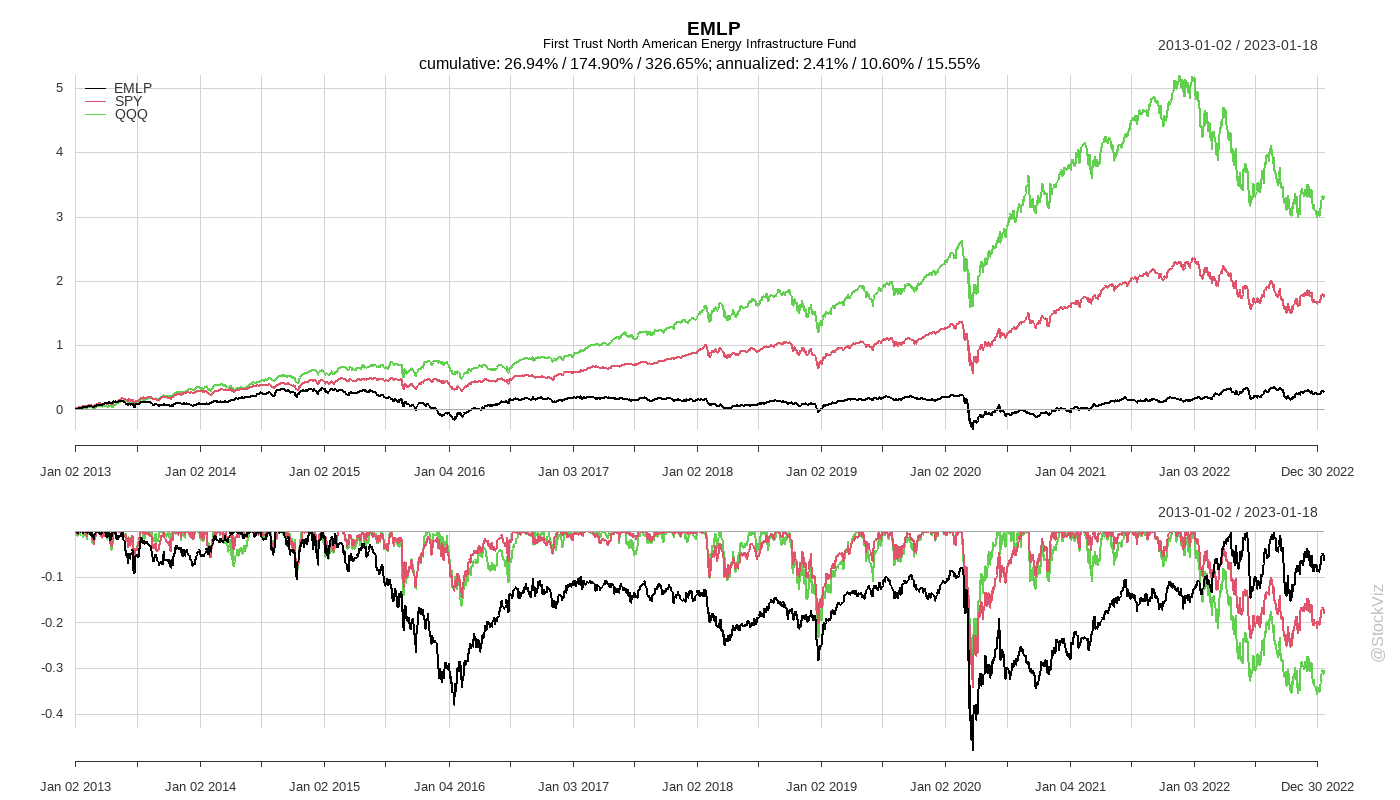 EMLP
First Trust North American Energy Infrastructure Fund
2013-01-02 / 2023-01-18
cumulative: 26.94% / 174.90% / 326.65%; annualized: 2.41% / 10.60% / 15.55%
EMLP
SPY
QQQ
5
4
3
2
1
0
Jan 02 2013 Jan 02 2014 Jan 02 2015 Jan 04 2016 Jan 03 2017 Jan 02 2018 Jan 02 2019 Jan 02 2020 Jan 04 2021 Jan 03 2022 Dec 30 2022
2013-01-02 / 2023-01-18
-0.1
-0.2
-0.3
-0.4
Jan 02 2013 Jan 02 2014 Jan 02 2015 Jan 04 2016 Jan 03 2017 Jan 02 2018 Jan 02 2019 Jan 02 2020 Jan 04 2021 Jan 03 2022 Dec 30 2022
@StockViz